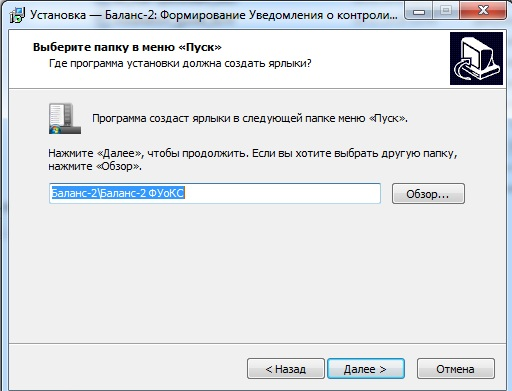 Установка — Баланс-2: Формирование Уведомления о контроли...
Выберите папку в меню «Пуск»
Где программа установки должна создать ярлыки?
Программа создаст ярлыки в следующей папке меню «Пуск».
Нажмите «Далее», чтобы продолжить. Если вы хотите выбрать другую папку,
нажмите «Обзор».
Баланс-2\Баланс-2 ФУоКС
Обзор...
< Назад
Далее >
Отмена